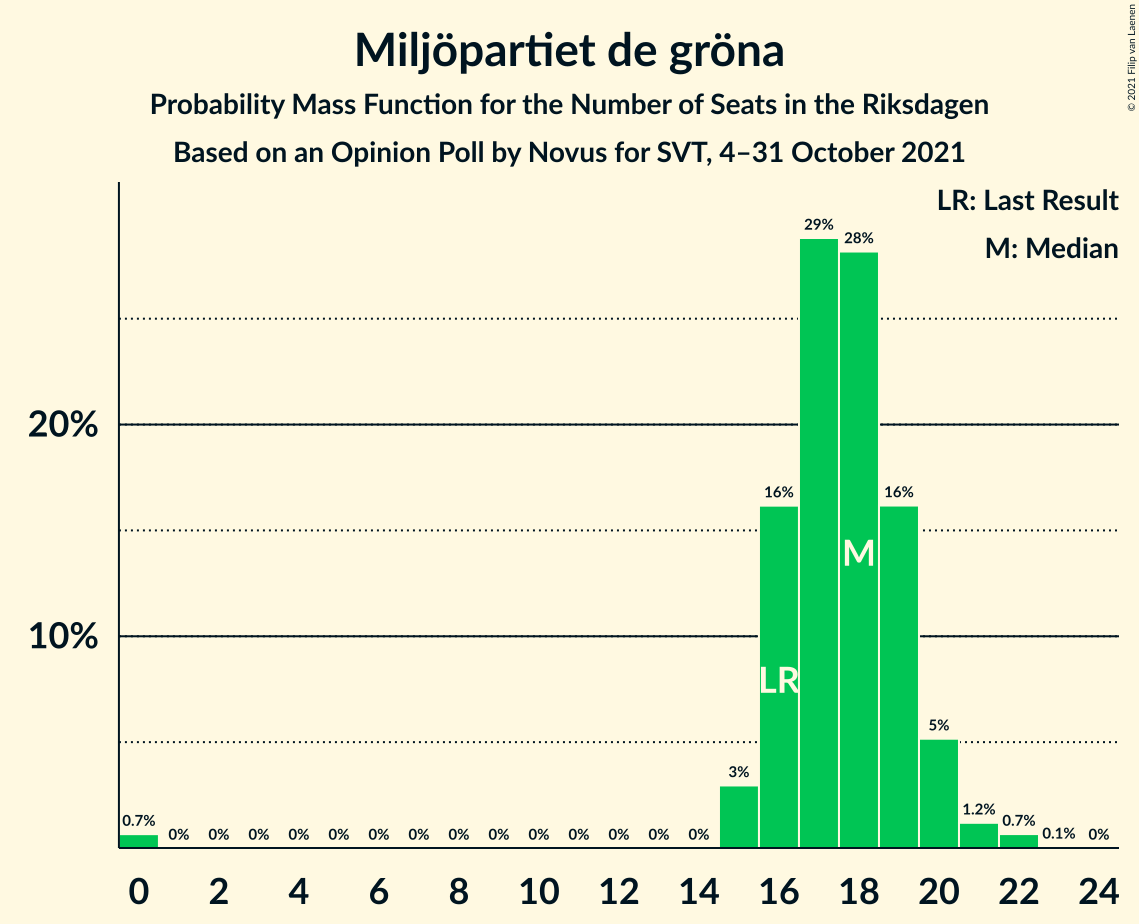 Miljöpartiet de gröna
Probability Mass Function for the Number of Seats in the Riksdagen
Based on an Opinion Poll by Novus for SVT, 4–31 October 2021
© 2021 Filip van Laenen
LR: Last Result
M: Median
20%
10%
0.7% 0% 0% 0% 0% 0% 0% 0% 0% 0% 0% 0% 0% 0% 0% 3% 16% 29% 28% 16% 5% 1.2% 0.7% 0.1% 0%
M
LR
0 2 4 6 8 10 12 14 16 18 20 22 24